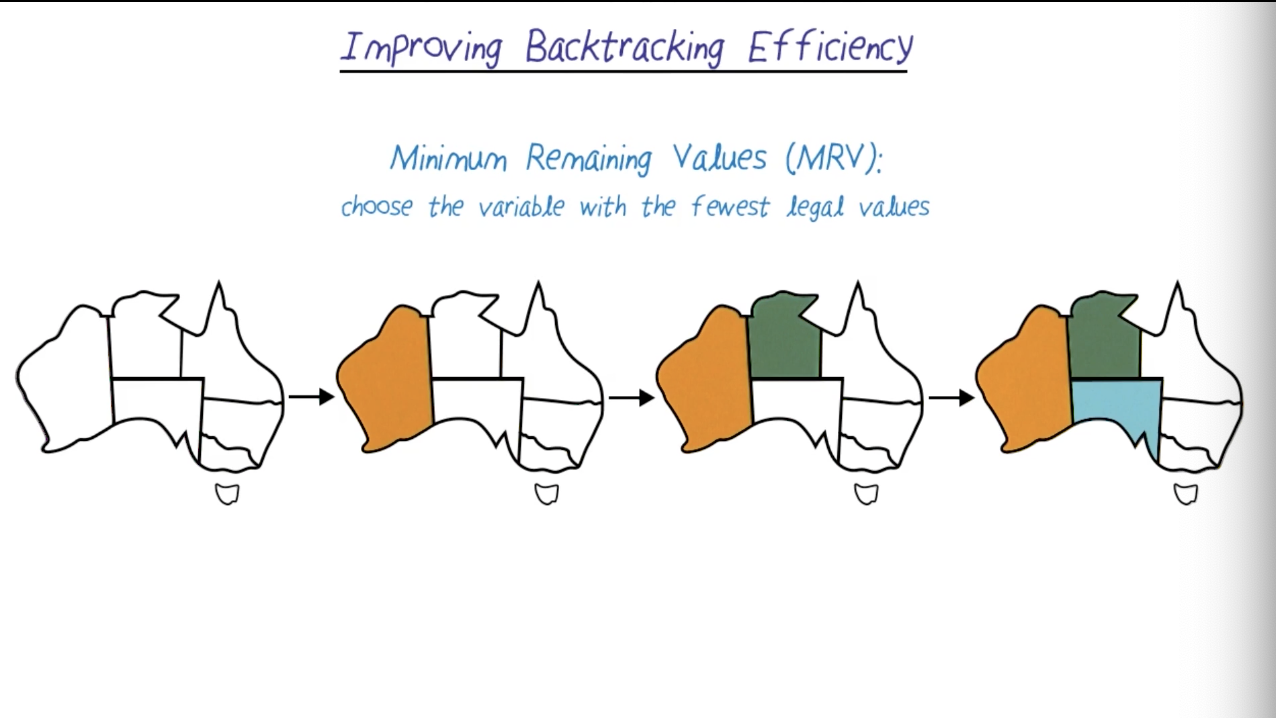 Improving Backtracking Efficiency
Minimum Remaining Values (MRV):
choose the variable with the fewest legal values